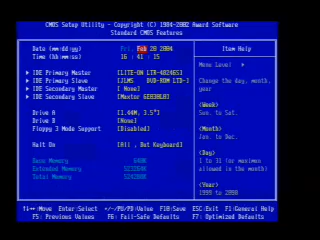 CMOS Setup Utility - Copyright (C) 1984-2002 Award Software
Standard CMOS Features
Date (mm:dd:yy) Fri, Feb 20 2004
Time (hh:mm:ss) 16 : 41 : 15
IDE Primary Master [LITE-ON LTR-48246S]
IDE Primary Slave [JLMS DVD-ROM LTD-]
IDE Secondary Master [ None]
IDE Secondary Slave [Maxtor 6E030L0]
Drive A [1.44M, 3.5"]
Drive B [None]
Floppy 3 Mode Support [Disabled]
Halt On [All , But Keyboard]
Base Memory 640K
Extended Memory
Total Memory
Item Help
Menu Level
Change the day, month,
year
<Week>
Sun. to Sat.
<Month>
Jan. to Dec.
<Day>
1 to 31 (or maximum
allowed in the month)
<Year>
1999 to 2098
↑↓→←:Move Enter:Select +/-/PU/PD:Value F10:Save ESC:Exit F1:General Help
F5: Previous Values F6: Fail-Safe Defaults F7: Optimized Defaults